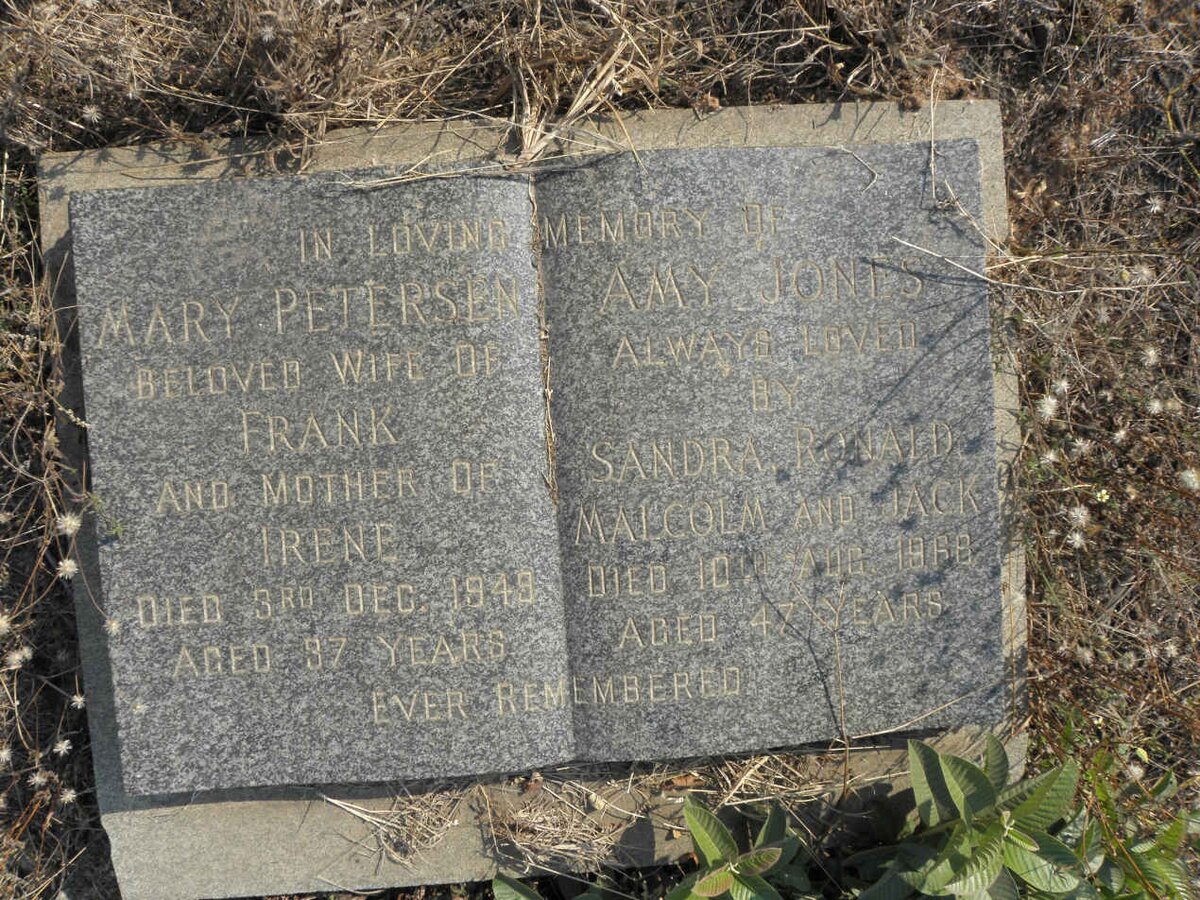 IN LOVING MEMORY OF
MARY PETERSEN
BELOVED WIFE OF
FRANK
AND MOTHER OF
IRENE
DIED 3RD DEC. 1949
AGED 37 YEARS
AMY JONES
ALWAYS LOVED
BY
SANDRA, RONALD,
MALCOLM AND JACK
DIED 10TH AUG 1968
AGED 47 YEARS
EVER REMEMBERED